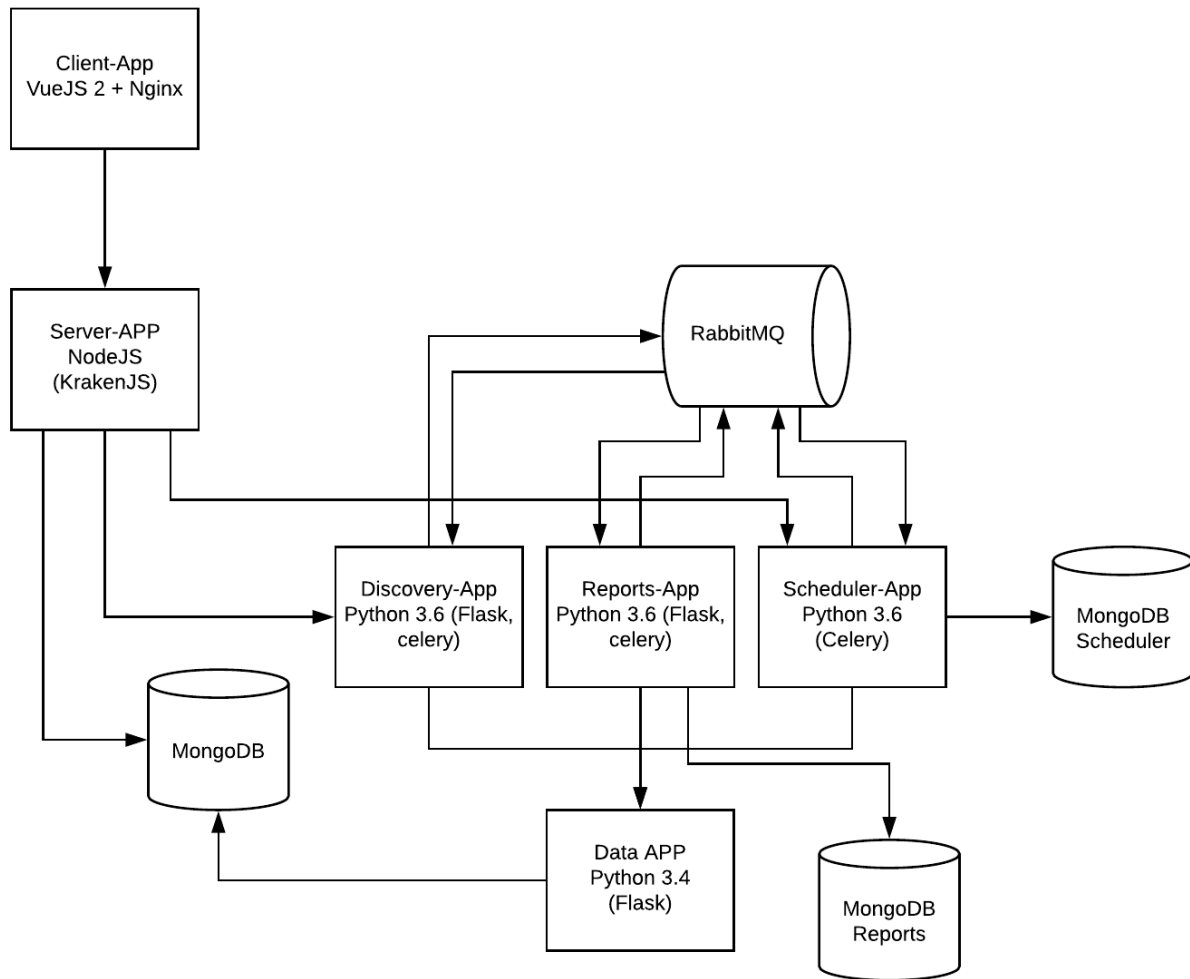 Client-App
VueJS 2 + Nginx
Server-APP
NodeJS
(KrakenJS)
RabbitMQ
Discovery-App
Python 3.6 (Flask,
celery)
Reports-App
Python 3.6 (Flask,
celery)
Scheduler-App
Python 3.6
(Celery)
MongoDB
Scheduler
MongoDB
Data APP
Python 3.4
(Flask)
MongoDB
Reports